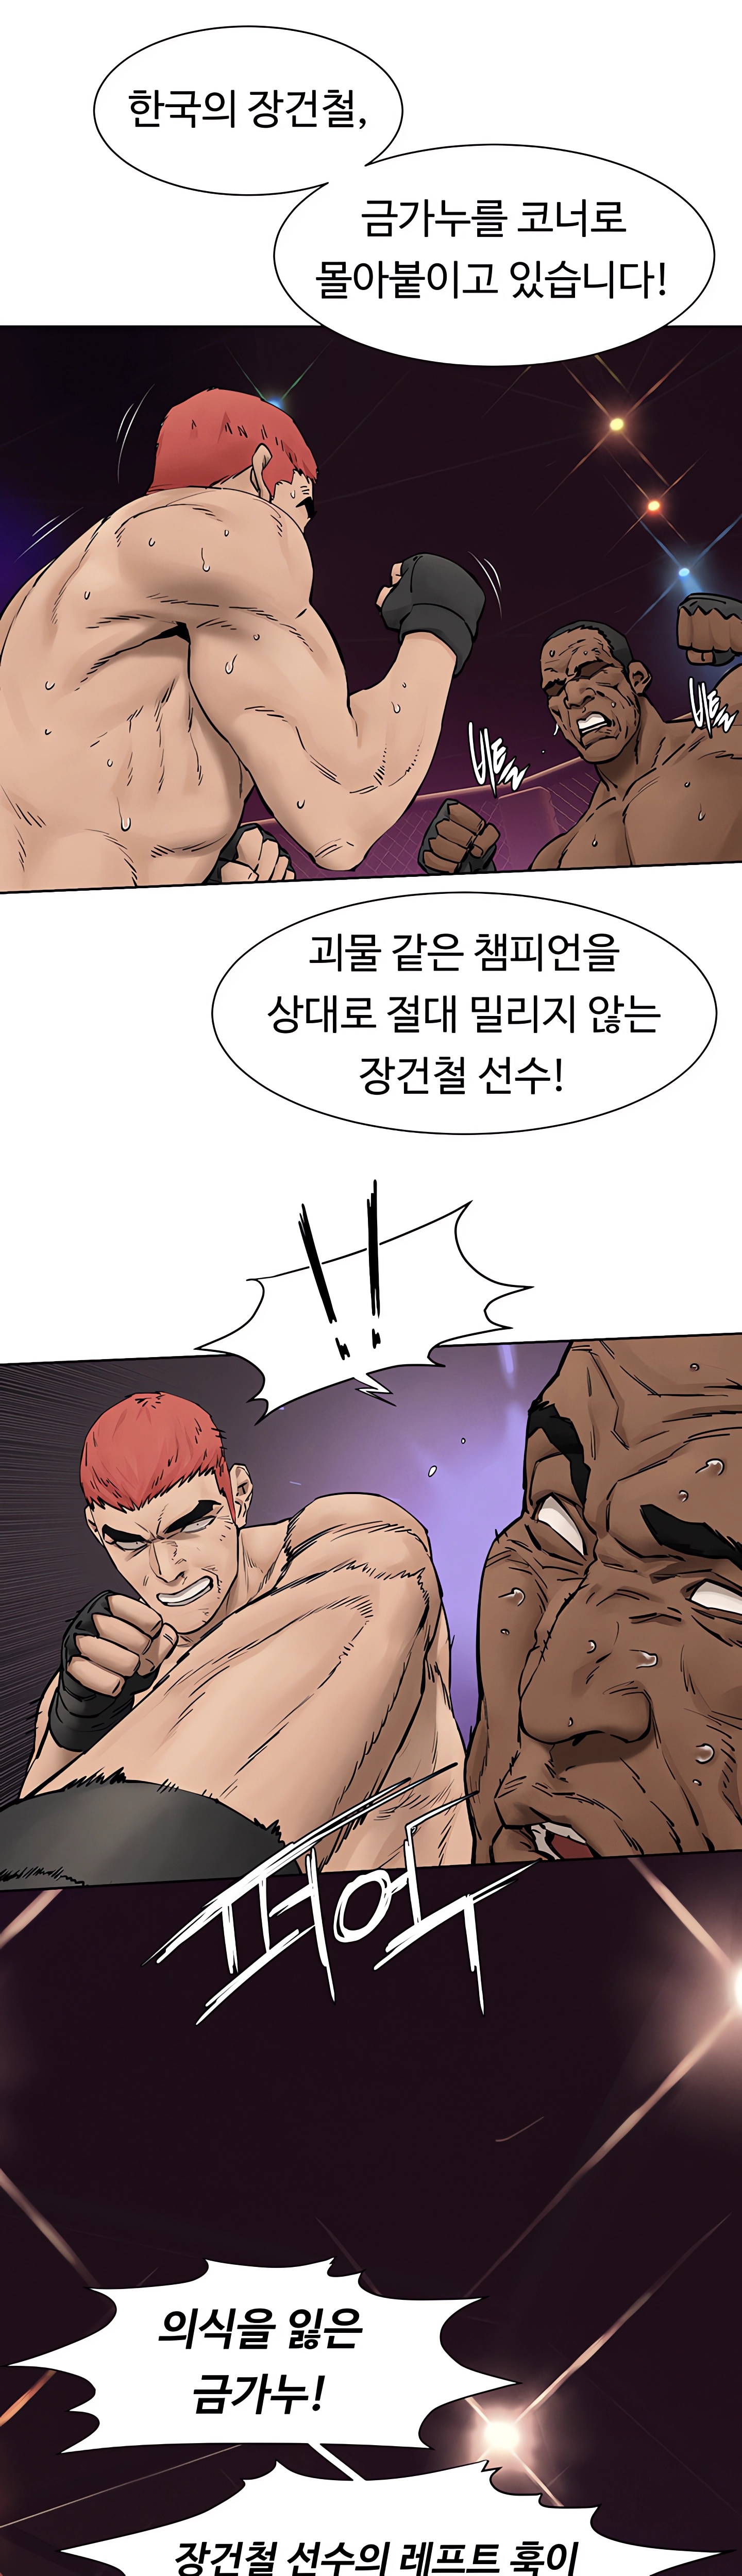 한국의 장건철,
금가누를 코너로
몰아붙이고 있습니다!
비틀
비틀
괴물 같은 챔피언을
상대로 절대 밀리지 않는
장건철 선수!
!!
퍼억
의식을 잃은
금가누!
장건철 선수의 레프트 훅이